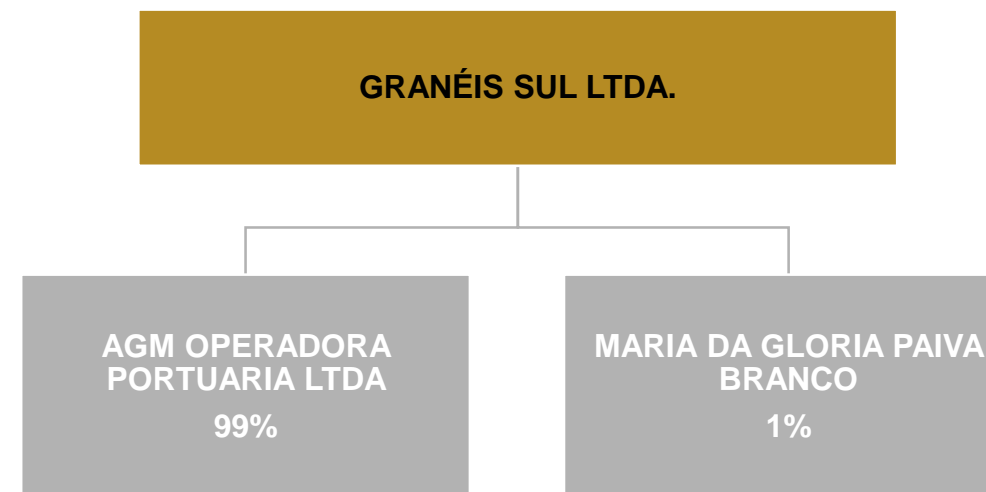 GRANÉIS SUL LTDA.
AGM OPERADORA
PORTUARIA LTDA
99%
MARIA DA GLORIA PAIVA
BRANCO
1%